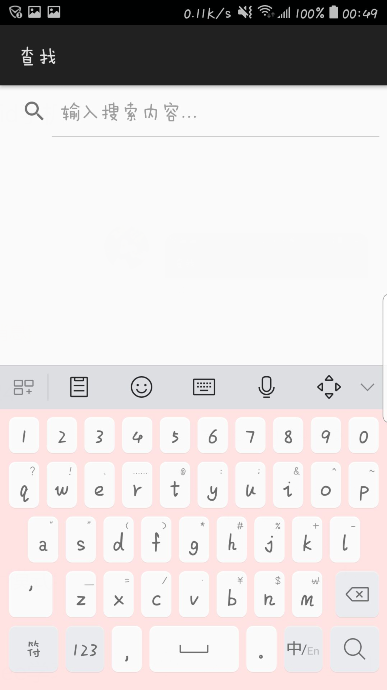 0.11K/s 100% 00:49
查找
输入搜索内容...
1 2 3 4 5 6 7 8 9 0
? ! . ...... @ : ; & ^ ~
q w e r t y u i o p
" " ( ) * # % + -
a s d f g h j k l
— = / · ¥ $ ₩
' z x c v b n m
符 123 , 。 中/En